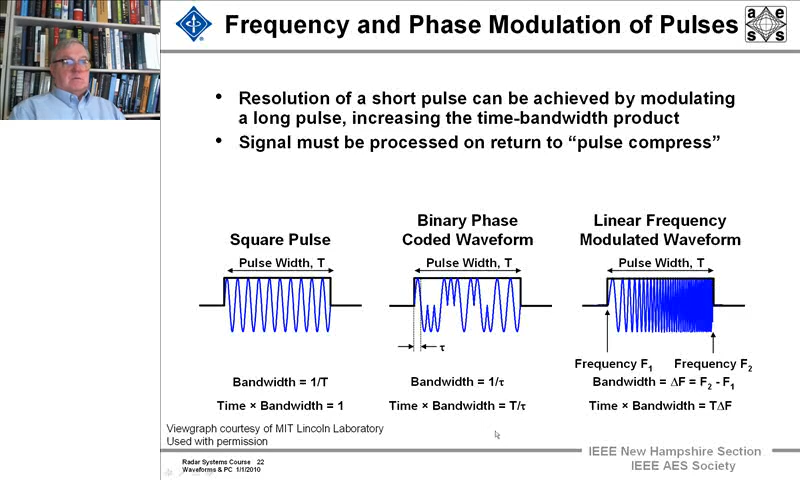 Frequency and Phase Modulation of Pulses
a e
s s
• Resolution of a short pulse can be achieved by modulating
a long pulse, increasing the time-bandwidth product
• Signal must be processed on return to “pulse compress”
Square Pulse
Pulse Width, T
Bandwidth = 1/T
Time × Bandwidth = 1
Binary Phase
Coded Waveform
Pulse Width, T
τ
Bandwidth = 1/τ
Time × Bandwidth = T/τ
Linear Frequency
Modulated Waveform
Pulse Width, T
Frequency F₁ Frequency F₂
Bandwidth = ΔF = F₂ - F₁
Time × Bandwidth = TΔF
Viewgraph courtesy of MIT Lincoln Laboratory
Used with permission
Radar Systems Course 22
Waveforms & PC 1/1/2010
IEEE New Hampshire Section
IEEE AES Society